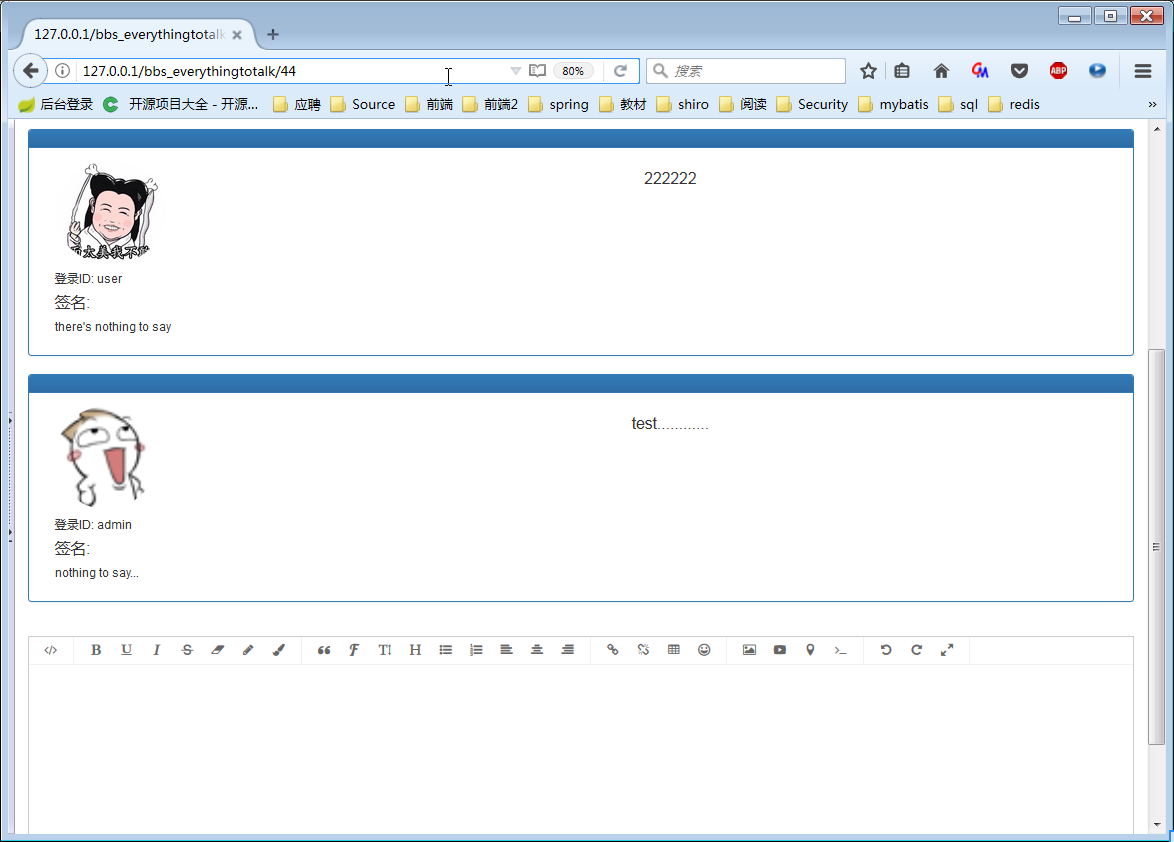 127.0.0.1/bbs_everythingtotalk
127.0.0.1/bbs_everythingtotalk/44 80% 搜索 GM ABP
后台登录 开源项目大全 - 开源... 应聘 Source 前端 前端2 spring 教材 shiro 阅读 Security mybatis sql redis »
222222
太美我不
登录ID: user
签名:
there's nothing to say
test............
登录ID: admin
签名:
nothing to say...